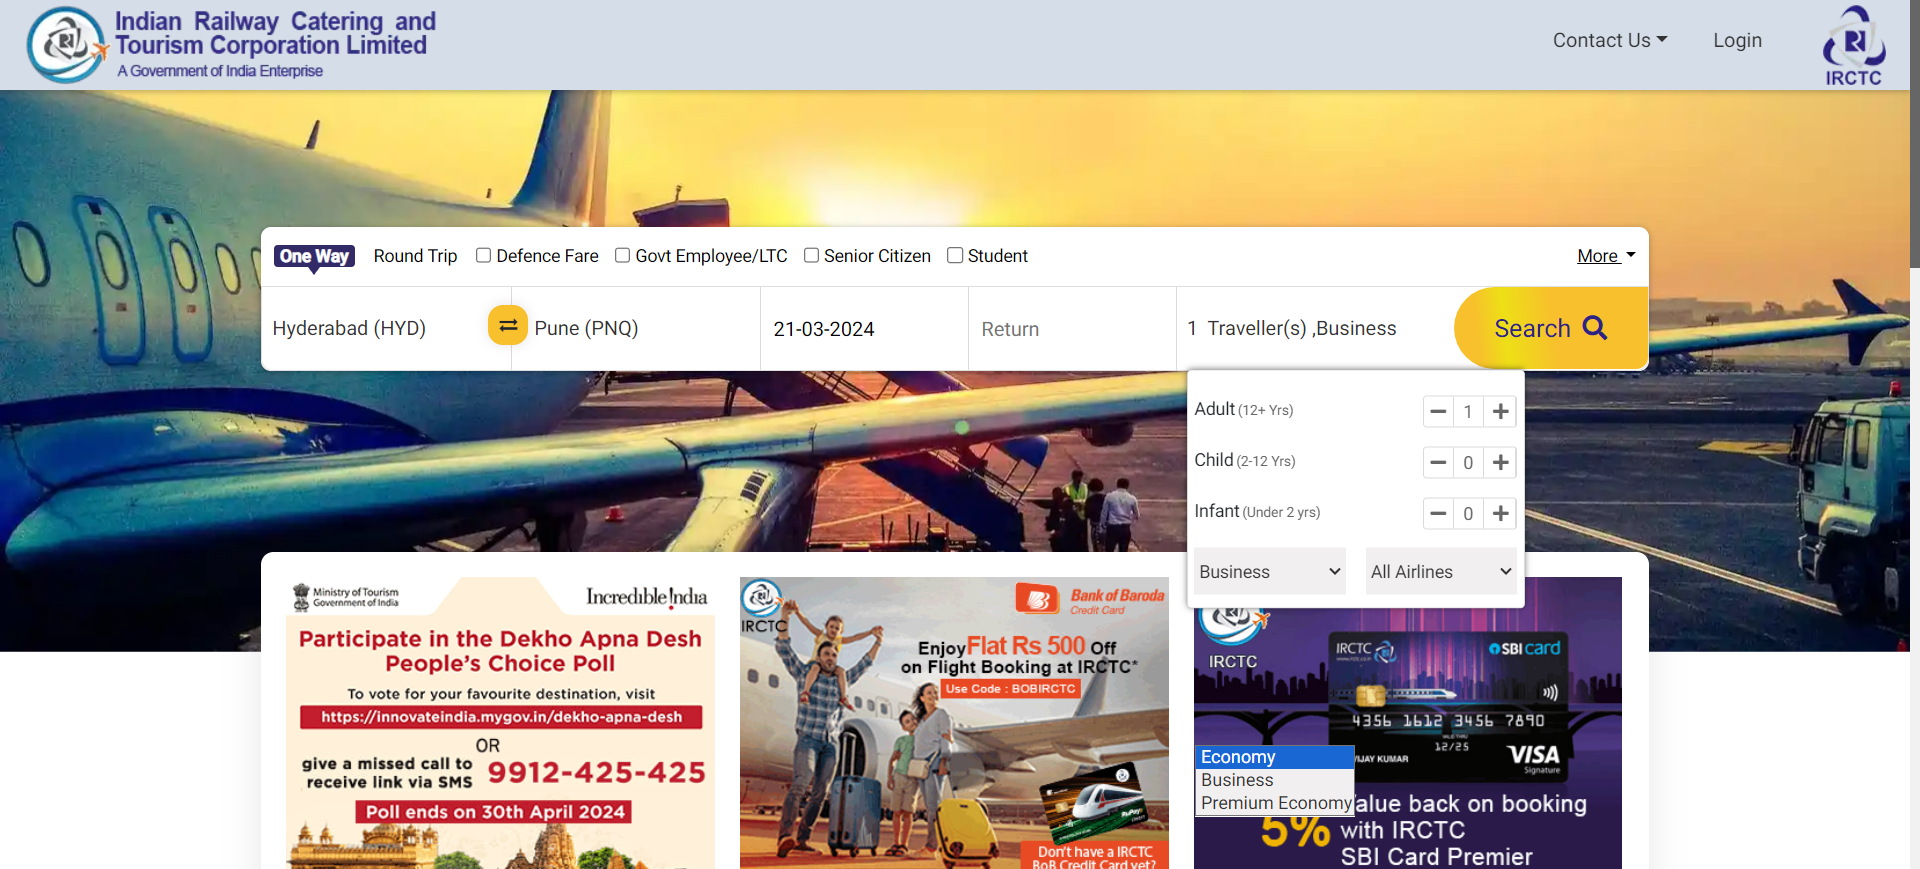 Indian Railway Catering and
Tourism Corporation Limited
A Government of India Enterprise
Contact Us
Login
IRCTC
One Way
Round Trip
Defence Fare
Govt Employee/LTC
Senior Citizen
Student
More
Hyderabad (HYD)
Pune (PNQ)
21-03-2024
Return
1 Traveller(s) ,Business
Search
Adult (12+ Yrs)
1
Child (2-12 Yrs)
0
Infant (Under 2 yrs)
0
Business
All Airlines
Ministry of Tourism
Government of India
Incredible !ndia
Participate in the Dekho Apna Desh
People's Choice Poll
To vote for your favourite destination, visit
https://innovateindia.mygov.in/dekho-apna-desh
OR
give a missed call to
receive link via SMS
9912-425-425
Poll ends on 30th April 2024
IRCTC
Bank of Baroda
Credit Card
Enjoy Flat Rs 500 Off
on Flight Booking at IRCTC*
Use Code : BOBIRCTC
Don't have a IRCTC
BoB Credit Card yet?
IRCTC
IRCTC
SBI card
4356 1612 3456 7890
12/25
VIJAY KUMAR
VISA
Signature
Economy
Business
Premium Economy
5%
Value back on booking
with IRCTC
SBI Card Premier